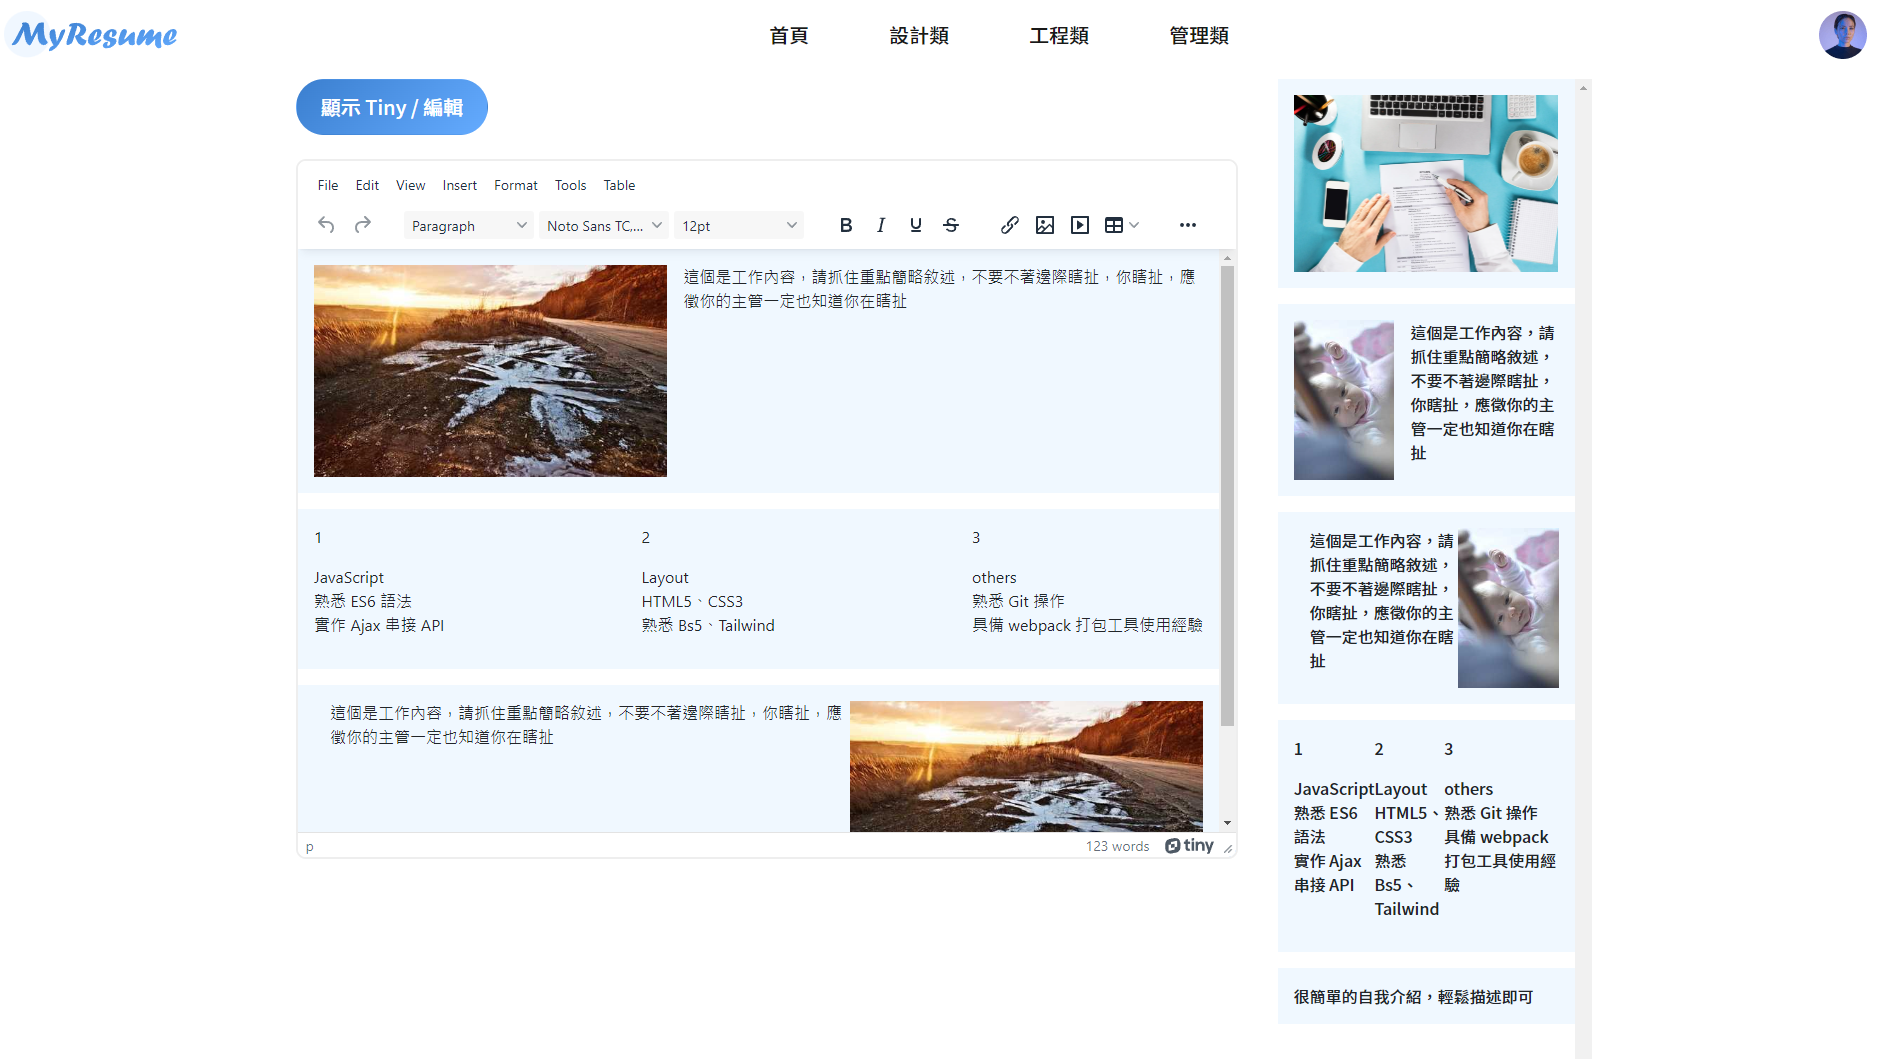 MyResume
首頁 設計類 工程類 管理類
顯示 Tiny / 編輯
File Edit View Insert Format Tools Table
Paragraph Noto Sans TC,... 12pt B I U S
這個是工作內容，請抓住重點簡略敘述，不要不著邊際瞎扯，你瞎扯，應
徵你的主管一定也知道你在瞎扯
1
JavaScript
熟悉 ES6 語法
實作 Ajax 串接 API
2
Layout
HTML5、CSS3
熟悉 Bs5、Tailwind
3
others
熟悉 Git 操作
具備 webpack 打包工具使用經驗
這個是工作內容，請抓住重點簡略敘述，不要不著邊際瞎扯，你瞎扯，應
徵你的主管一定也知道你在瞎扯
p 123 words tiny
這個是工作內容，請
抓住重點簡略敘述，
不要不著邊際瞎扯，
你瞎扯，應徵你的主
管一定也知道你在瞎
扯
這個是工作內容，請
抓住重點簡略敘述，
不要不著邊際瞎扯，
你瞎扯，應徵你的主
管一定也知道你在瞎
扯
1
JavaScript
熟悉 ES6
語法
實作 Ajax
串接 API
2
Layout
HTML5、
CSS3
熟悉
Bs5、
Tailwind
3
others
熟悉 Git 操作
具備 webpack
打包工具使用經
驗
很簡單的自我介紹，輕鬆描述即可